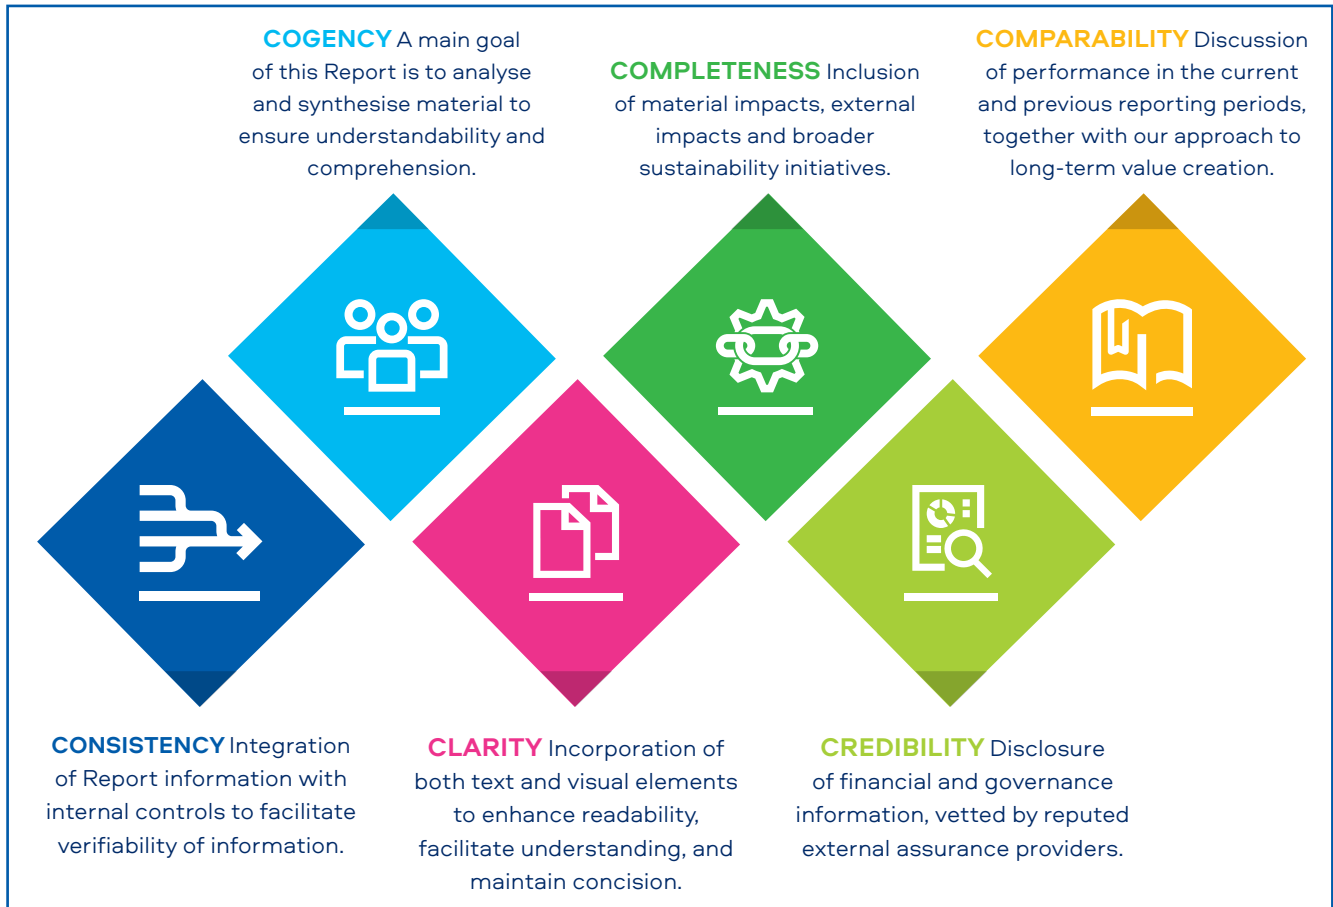 COGENCY A main goal
of this Report is to analyse
and synthesise material to
ensure understandability and
comprehension.
COMPLETENESS Inclusion
of material impacts, external
impacts and broader
sustainability initiatives.
COMPARABILITY Discussion
of performance in the current
and previous reporting periods,
together with our approach to
long-term value creation.
CONSISTENCY Integration
of Report information with
internal controls to facilitate
verifiability of information.
CLARITY Incorporation of
both text and visual elements
to enhance readability,
facilitate understanding, and
maintain concision.
CREDIBILITY Disclosure
of financial and governance
information, vetted by reputed
external assurance providers.